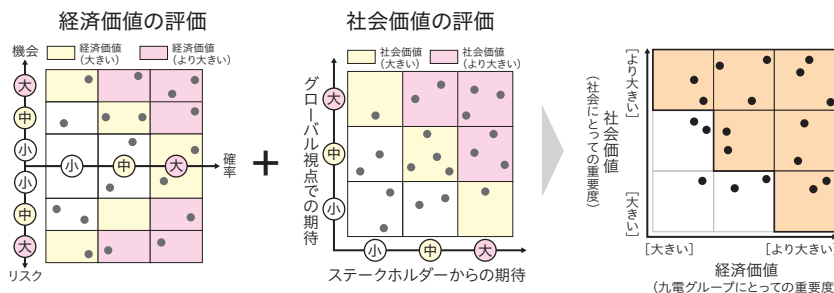 経済価値の評価
機会
経済価値
(大きい)
経済価値
(より大きい)
大
中
小
小
中
大
リスク
小
中
大
確率
+
社会価値の評価
社会価値
(大きい)
社会価値
(より大きい)
グローバル視点での期待
大
中
小
小
中
大
ステークホルダーからの期待
[より大きい]
社会価値
(社会にとっての重要度)
[大きい]
[大きい]
[より大きい]
経済価値
(九電グループにとっての重要度